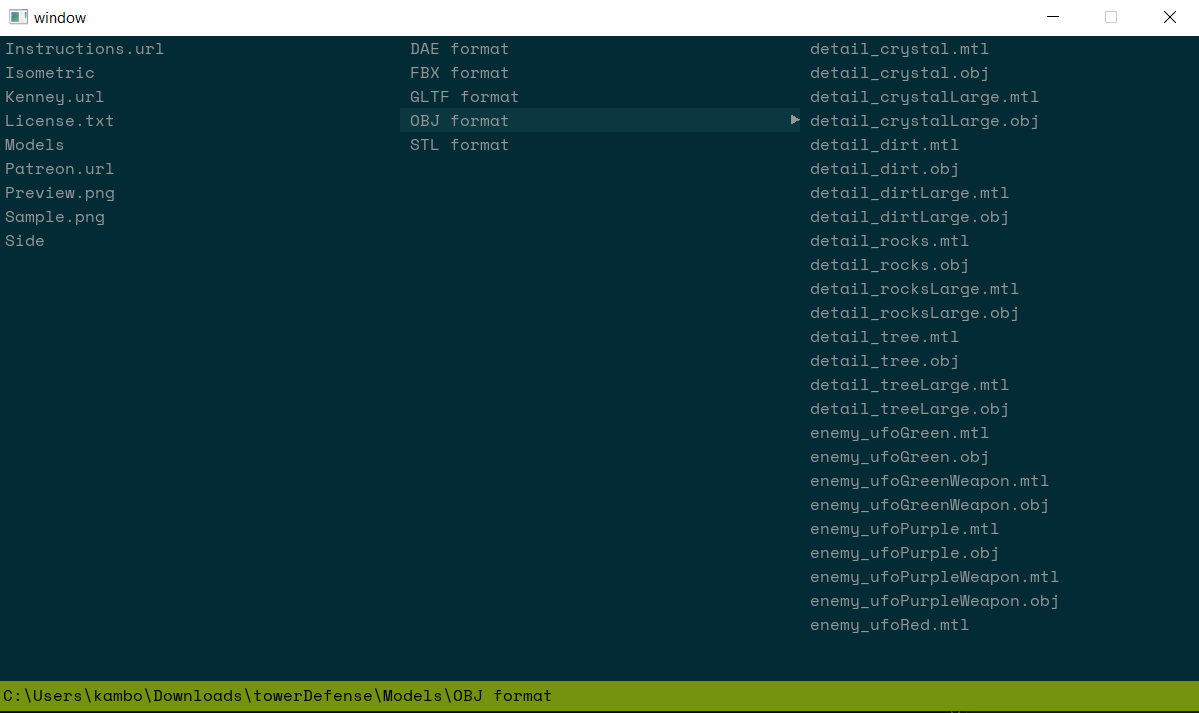 window
Instructions.url
Isometric
Kenney.url
License.txt
Models
Patreon.url
Preview.png
Sample.png
Side
DAE format
FBX format
GLTF format
OBJ format
STL format
detail_crystal.mtl
detail_crystal.obj
detail_crystalLarge.mtl
detail_crystalLarge.obj
detail_dirt.mtl
detail_dirt.obj
detail_dirtLarge.mtl
detail_dirtLarge.obj
detail_rocks.mtl
detail_rocks.obj
detail_rocksLarge.mtl
detail_rocksLarge.obj
detail_tree.mtl
detail_tree.obj
detail_treeLarge.mtl
detail_treeLarge.obj
enemy_ufoGreen.mtl
enemy_ufoGreen.obj
enemy_ufoGreenWeapon.mtl
enemy_ufoGreenWeapon.obj
enemy_ufoPurple.mtl
enemy_ufoPurple.obj
enemy_ufoPurpleWeapon.mtl
enemy_ufoPurpleWeapon.obj
enemy_ufoRed.mtl
C:\Users\kambo\Downloads\towerDefense\Models\OBJ format